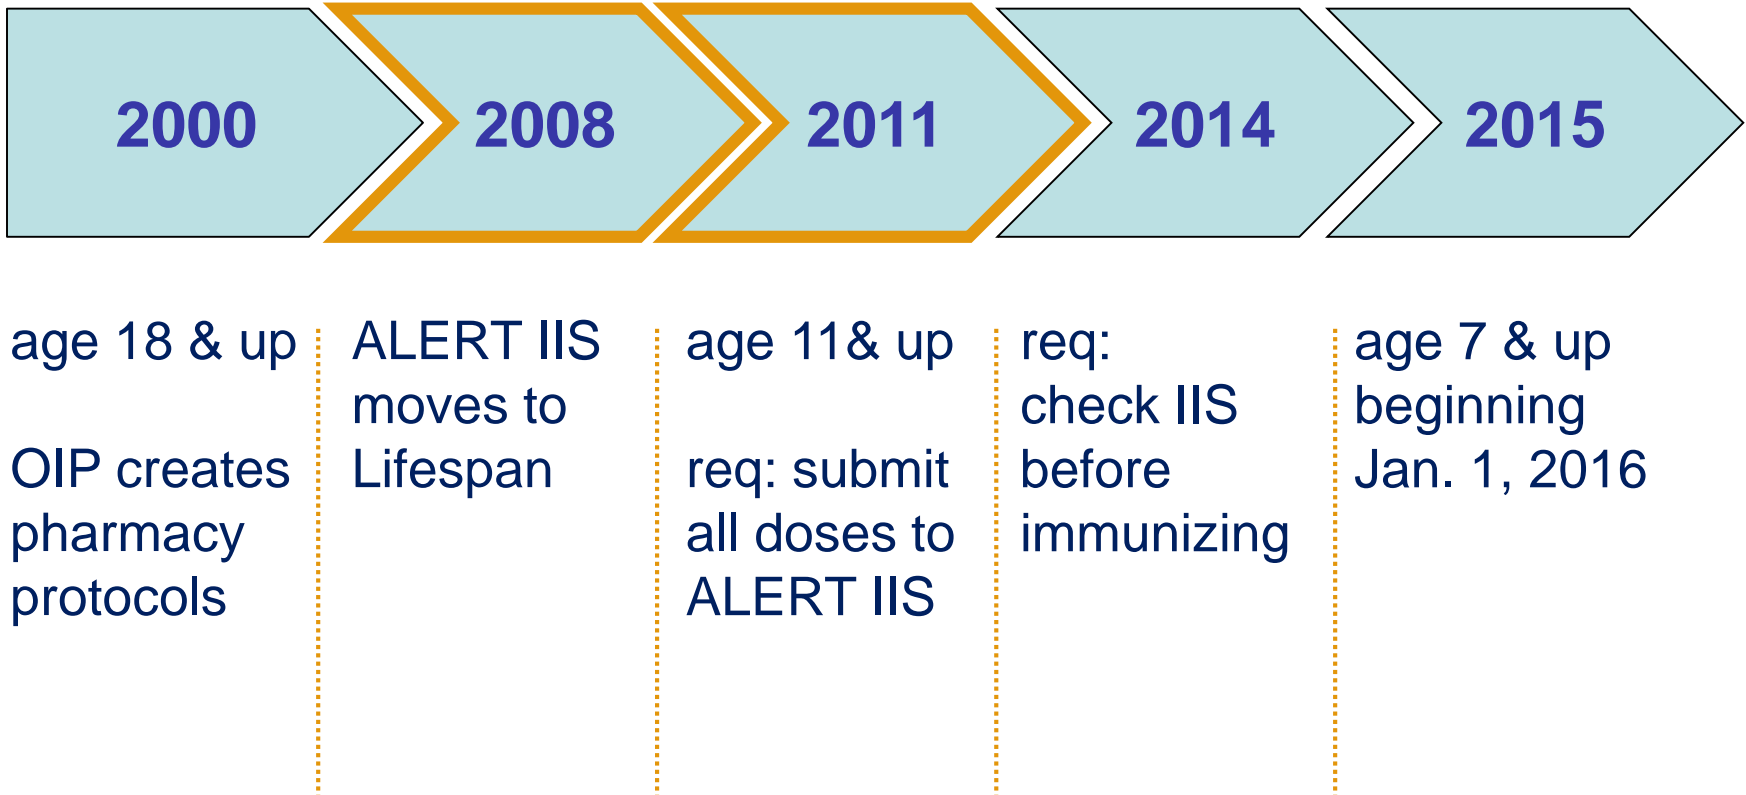 2000
2008
2011
2014
2015
age 18 & up
OIP creates
pharmacy
protocols
ALERT IIS
moves to
Lifespan
age 11& up
req: submit
all doses to
ALERT IIS
req:
check IIS
before
immunizing
age 7 & up
beginning
Jan. 1, 2016